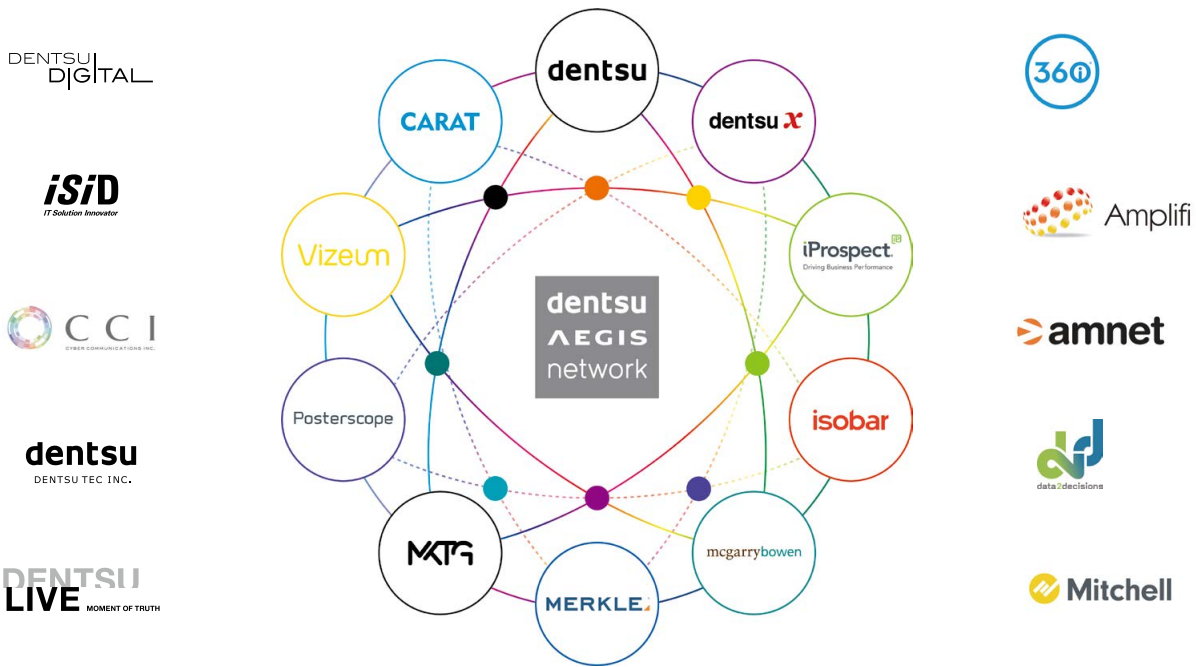 DENTSU
DIGITAL
iSiD
IT Solution Innovator
CCI
CYBER COMMUNICATIONS INC.
dentsu
DENTSU TEC INC.
DENTSU
LIVE MOMENT OF TRUTH
dentsu
CARAT
dentsu x
Vizeum
iProspect.
Driving Business Performance
dentsu
AEGIS
network
Posterscope
isobar
MKTG
mcgarrybowen
MERKLE
360i
Amplifi
amnet
data2decisions
Mitchell